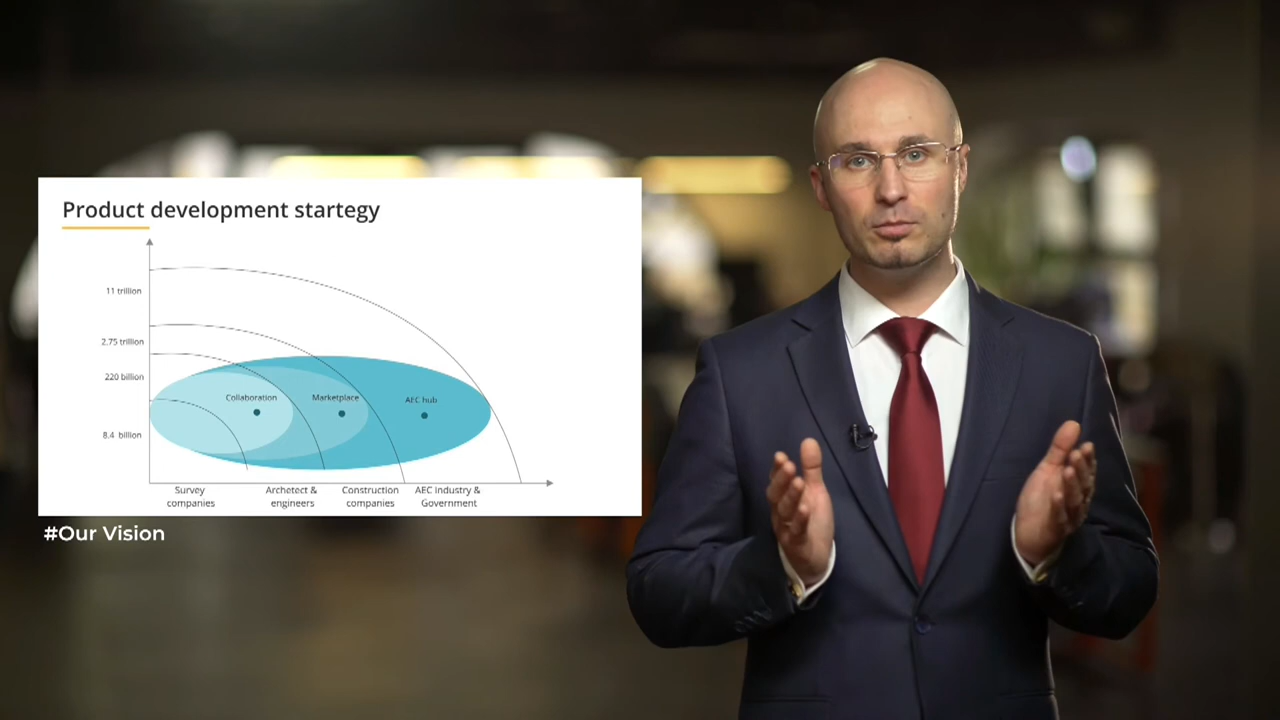 Product development startegy
11 trillion
2.75 trillion
220 billion
8.4 billion
Collaboration
Marketplace
AEC hub
Survey
companies
Archetect &
engineers
Construction
companies
AEC industry &
Government
#Our Vision